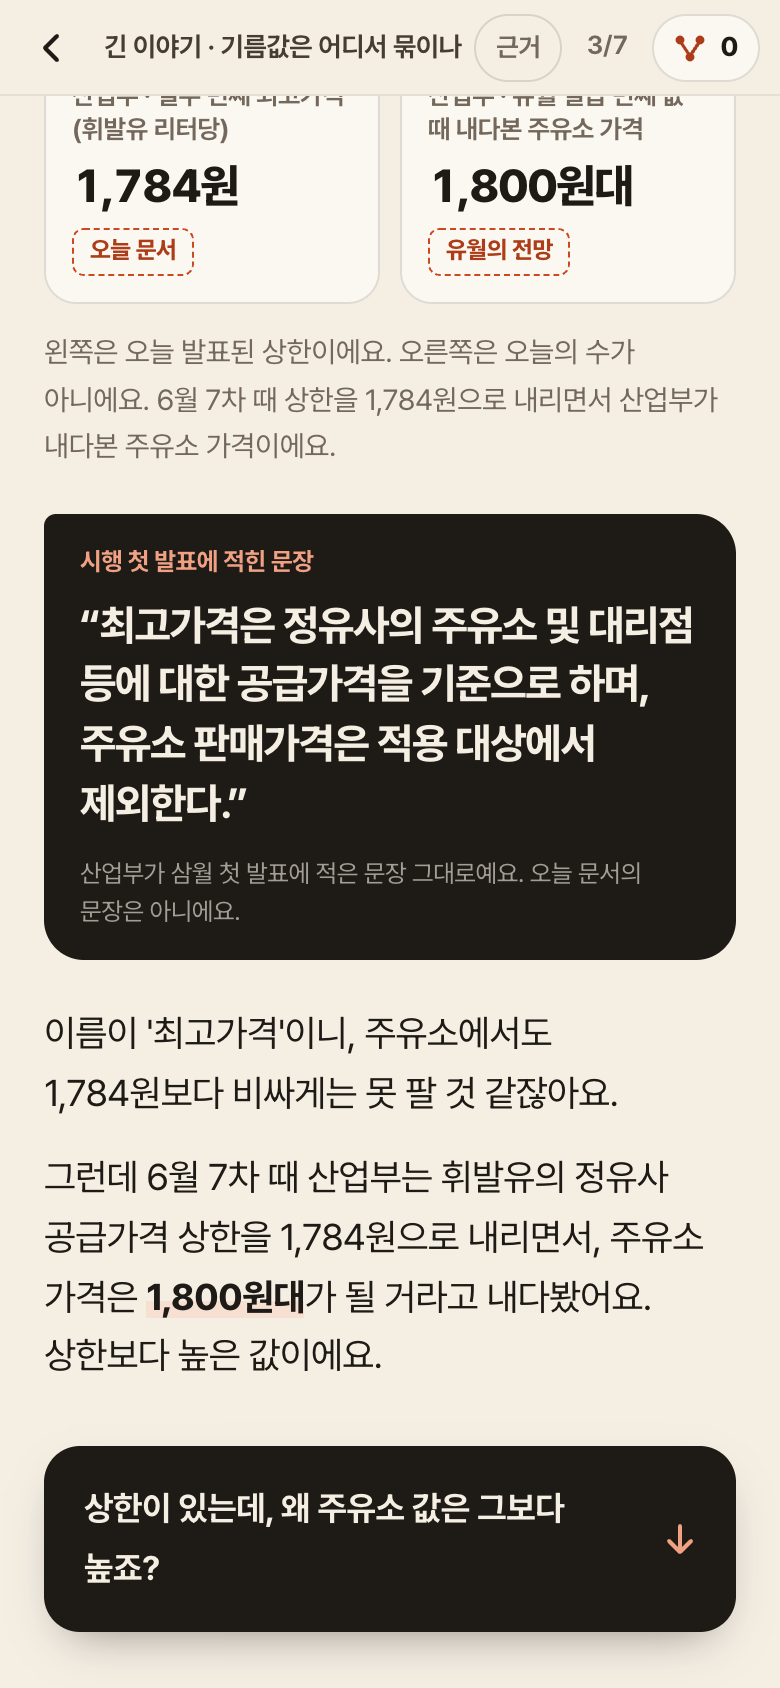 긴 이야기 · 기름값은 어디서 묶이나
근거
3/7
0
(휘발유 리터당)
1,784원
오늘 문서
때 내다본 주유소 가격
1,800원대
유월의 전망
왼쪽은 오늘 발표된 상한이에요. 오른쪽은 오늘의 수가
아니에요. 6월 7차 때 상한을 1,784원으로 내리면서 산업부가
내다본 주유소 가격이에요.
시행 첫 발표에 적힌 문장
“최고가격은 정유사의 주유소 및 대리점
등에 대한 공급가격을 기준으로 하며,
주유소 판매가격은 적용 대상에서
제외한다.”
산업부가 삼월 첫 발표에 적은 문장 그대로예요. 오늘 문서의
문장은 아니에요.
이름이 '최고가격'이니, 주유소에서도
1,784원보다 비싸게는 못 팔 것 같잖아요.
그런데 6월 7차 때 산업부는 휘발유의 정유사
공급가격 상한을 1,784원으로 내리면서, 주유소
가격은 1,800원대가 될 거라고 내다봤어요.
상한보다 높은 값이에요.
상한이 있는데, 왜 주유소 값은 그보다
높죠?